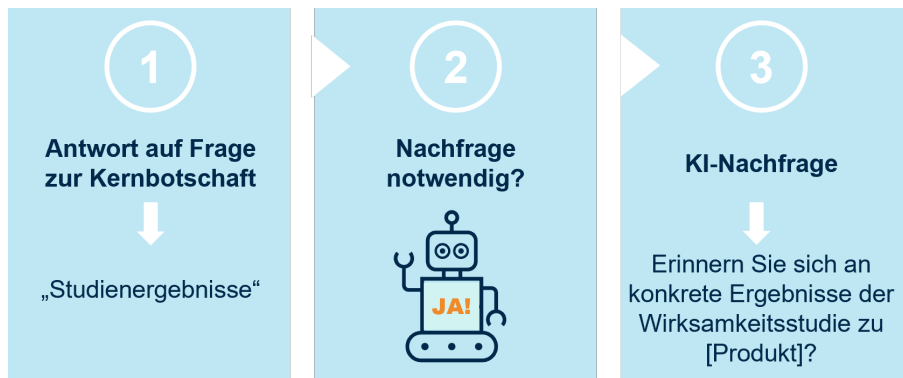 1
Antwort auf Frage
zur Kernbotschaft
„Studienergebnisse“
2
Nachfrage
notwendig?
JA!
3
KI-Nachfrage
Erinnern Sie sich an
konkrete Ergebnisse der
Wirksamkeitsstudie zu
[Produkt]?